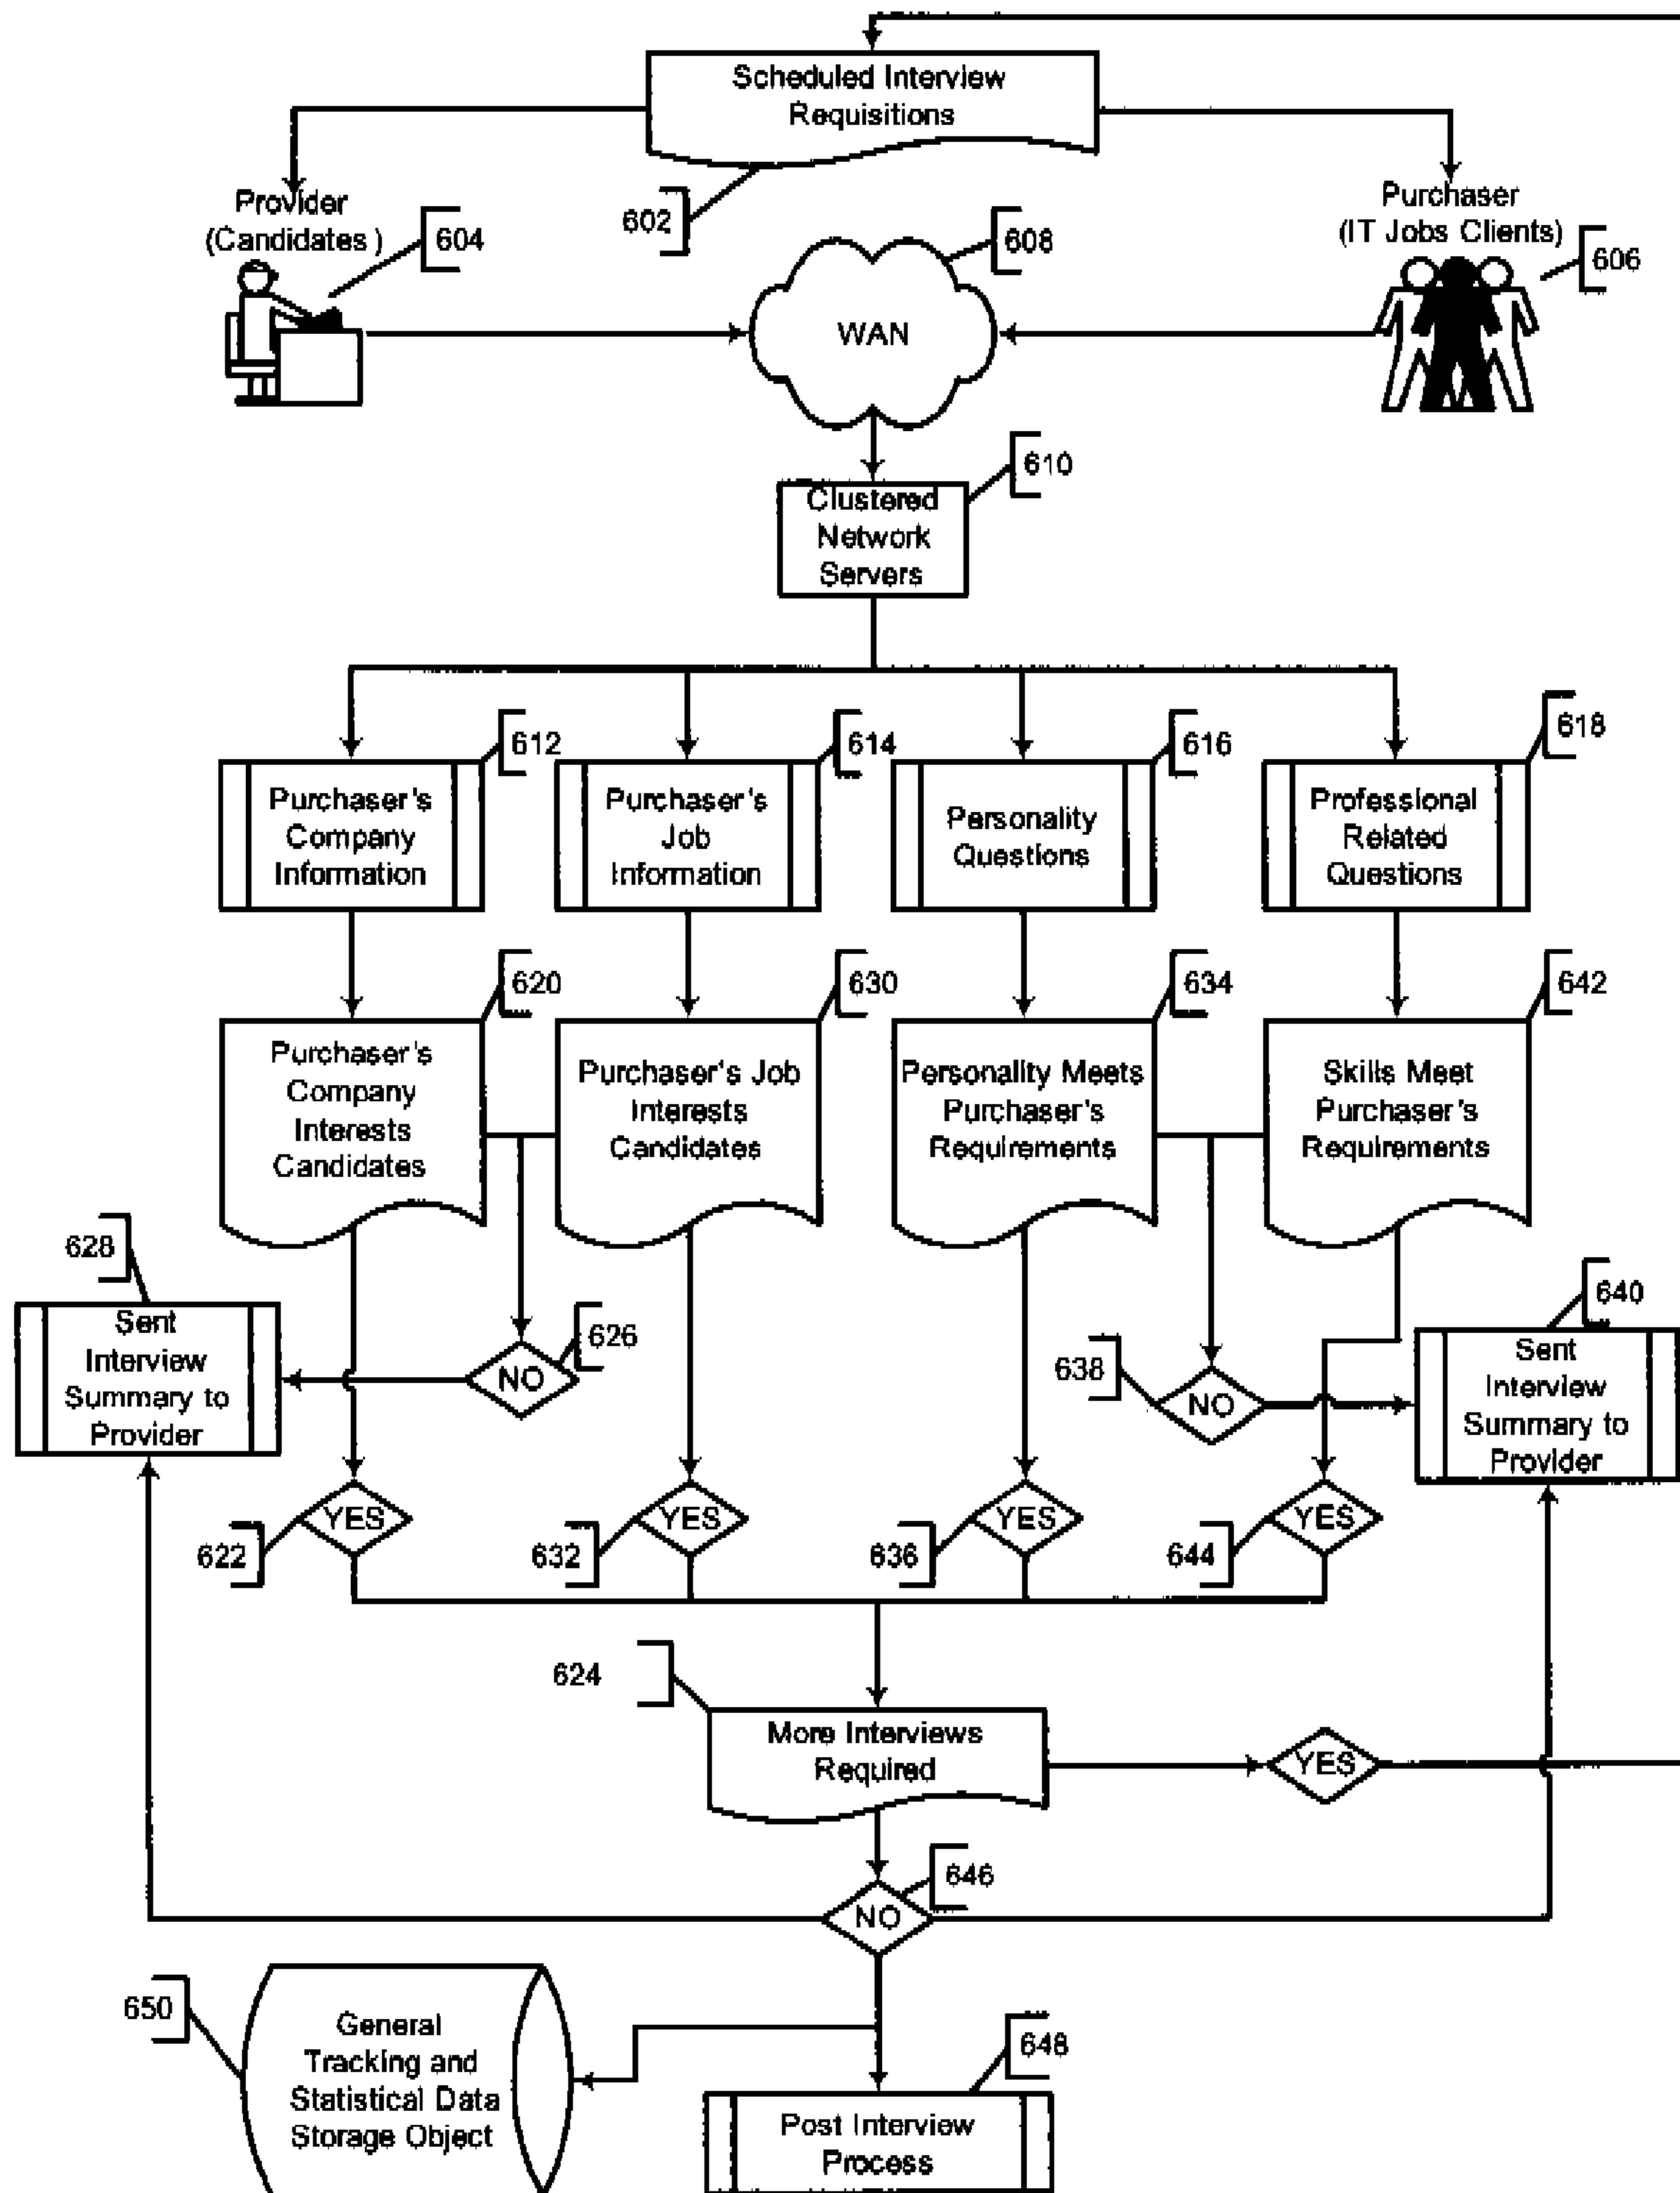 Scheduled Interview
Requisitions
602
Provider
(Candidates)
604
608
Purchaser
(IT Jobs Clients)
606
WAN
610
Clustered
Network
Servers
612
614
616
618
Purchaser's
Company
Information
Purchaser's
Job
Information
Personality
Questions
Professional
Related
Questions
620
630
634
642
Purchaser's
Company
Interests
Candidates
Purchaser's Job
Interests
Candidates
Personality Meets
Purchaser's
Requirements
Skills Meet
Purchaser's
Requirements
628
Sent
Interview
Summary to
Provider
626
NO
638
NO
640
Sent
Interview
Summary to
Provider
YES
622
YES
632
YES
636
YES
644
624
More Interviews
Required
YES
646
NO
650
General
Tracking and
Statistical Data
Storage Object
648
Post Interview
Process